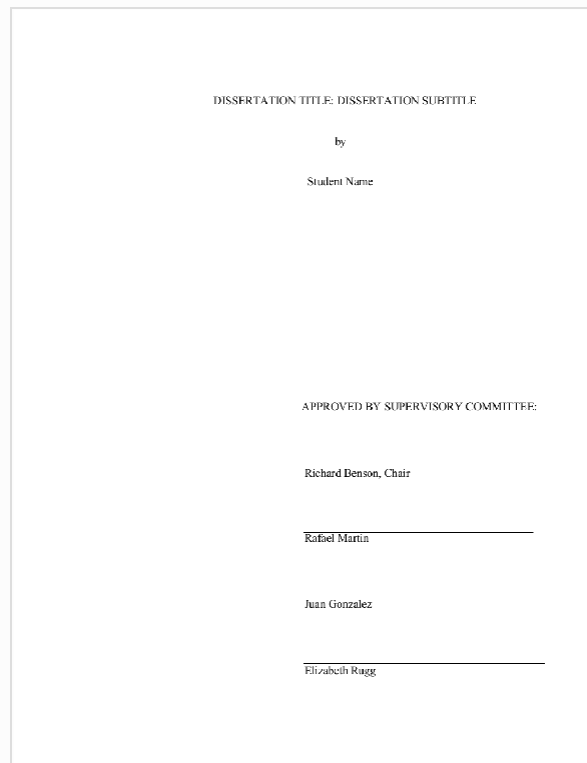 DISSERTATION TITLE: DISSERTATION SUBTITLE
by
Student Name
APPROVED BY SUPERVISORY COMMITTEE:
Richard Benson, Chair
Rafael Martin
Juan Gonzalez
Elizabeth Rugg